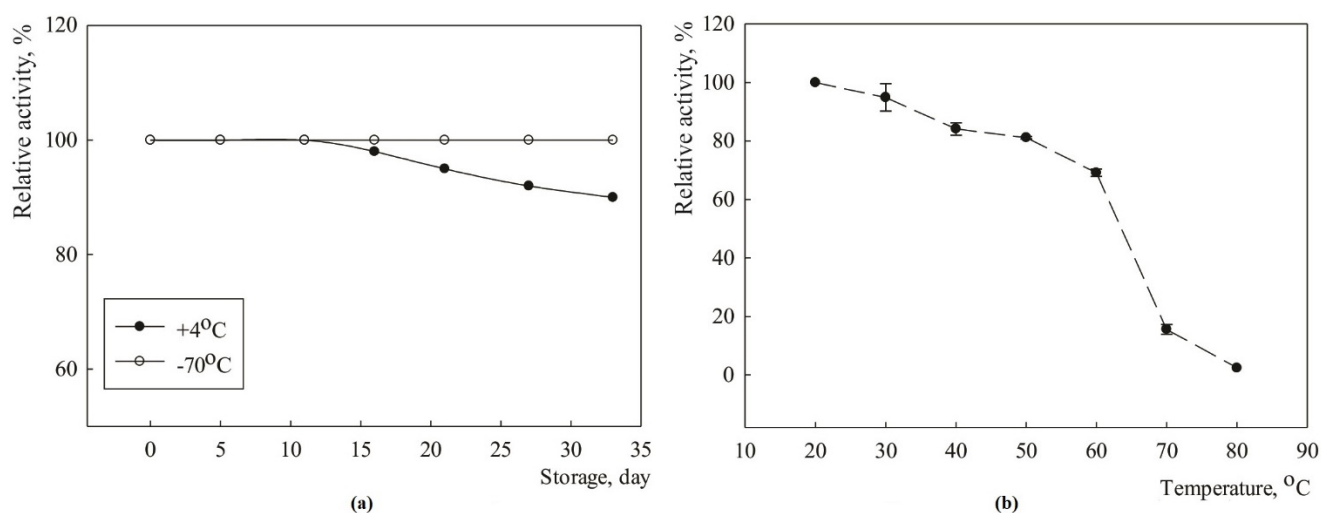 120
100
80
60
Relative activity, %
+4°C
-70°C
0 5 10 15 20 25 30 35
Storage, day
(a)
120
100
80
60
40
20
0
Relative activity, %
10 20 30 40 50 60 70 80 90
Temperature, °C
(b)